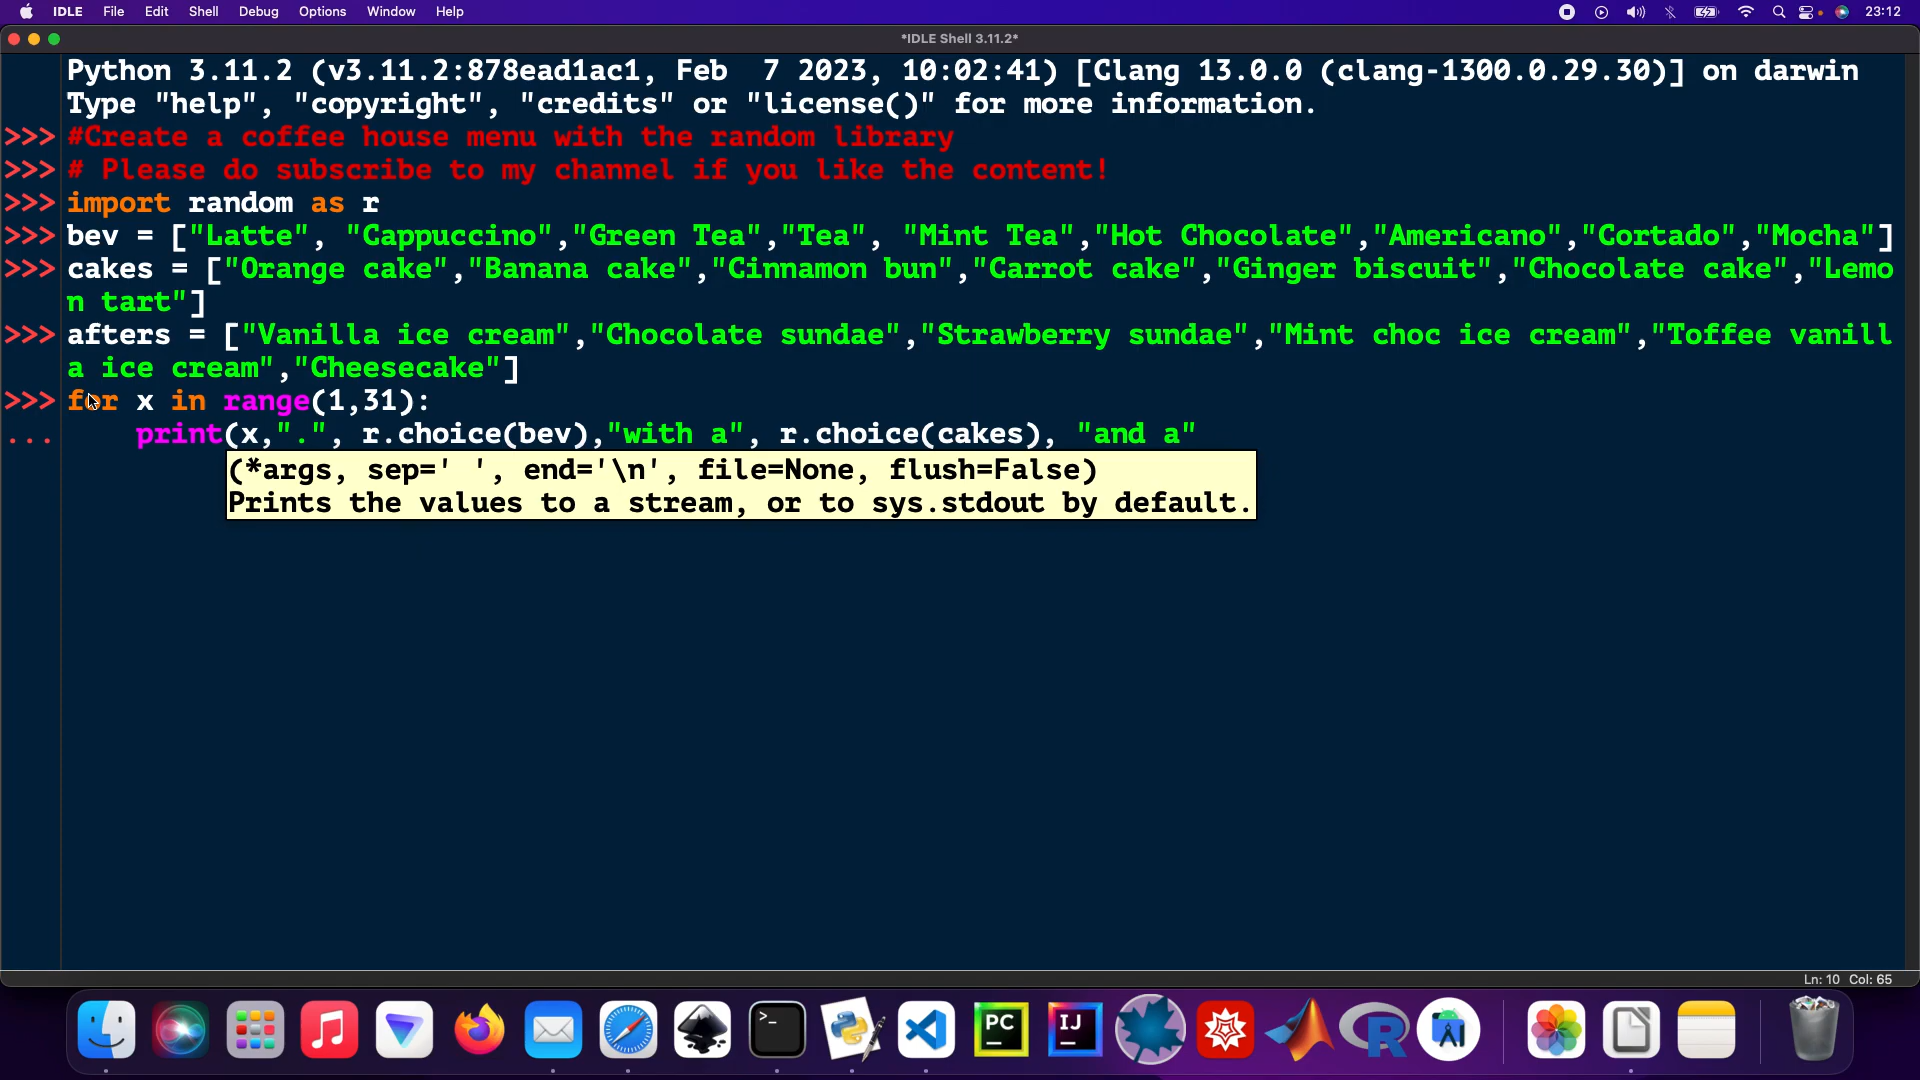 IDLE File Edit Shell Debug Options Window Help 23:12
*IDLE Shell 3.11.2*
Python 3.11.2 (v3.11.2:878ead1ac1, Feb  7 2023, 10:02:41) [Clang 13.0.0 (clang-1300.0.29.30)] on darwin
Type "help", "copyright", "credits" or "license()" for more information.
>>> #Create a coffee house menu with the random library
>>> # Please do subscribe to my channel if you like the content!
>>> import random as r
>>> bev = ["Latte", "Cappuccino","Green Tea","Tea", "Mint Tea","Hot Chocolate","Americano","Cortado","Mocha"]
>>> cakes = ["Orange cake","Banana cake","Cinnamon bun","Carrot cake","Ginger biscuit","Chocolate cake","Lemo
n tart"]
>>> afters = ["Vanilla ice cream","Chocolate sundae","Strawberry sundae","Mint choc ice cream","Toffee vanill
a ice cream","Cheesecake"]
>>> for x in range(1,31):
...     print(x,".", r.choice(bev),"with a", r.choice(cakes), "and a"
(*args, sep=' ', end='\n', file=None, flush=False)
Prints the values to a stream, or to sys.stdout by default.
Ln: 10 Col: 65
>_ PC IJ R